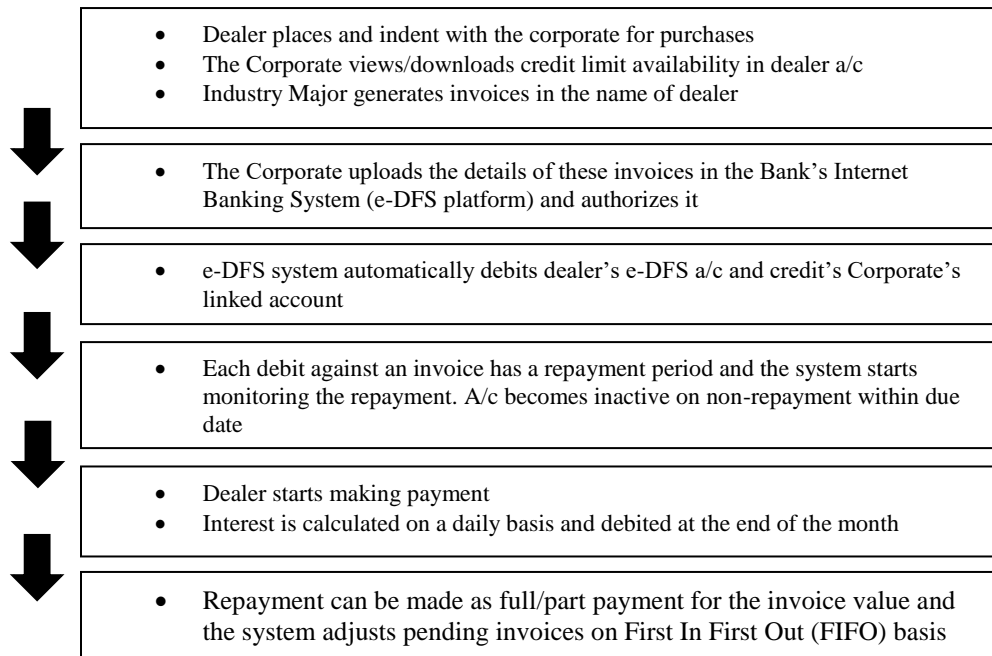 • Dealer places and indent with the corporate for purchases
• The Corporate views/downloads credit limit availability in dealer a/c
• Industry Major generates invoices in the name of dealer
• The Corporate uploads the details of these invoices in the Bank's Internet
Banking System (e-DFS platform) and authorizes it
• e-DFS system automatically debits dealer's e-DFS a/c and credit's Corporate's
linked account
• Each debit against an invoice has a repayment period and the system starts
monitoring the repayment. A/c becomes inactive on non-repayment within due
date
• Dealer starts making payment
• Interest is calculated on a daily basis and debited at the end of the month
• Repayment can be made as full/part payment for the invoice value and
the system adjusts pending invoices on First In First Out (FIFO) basis